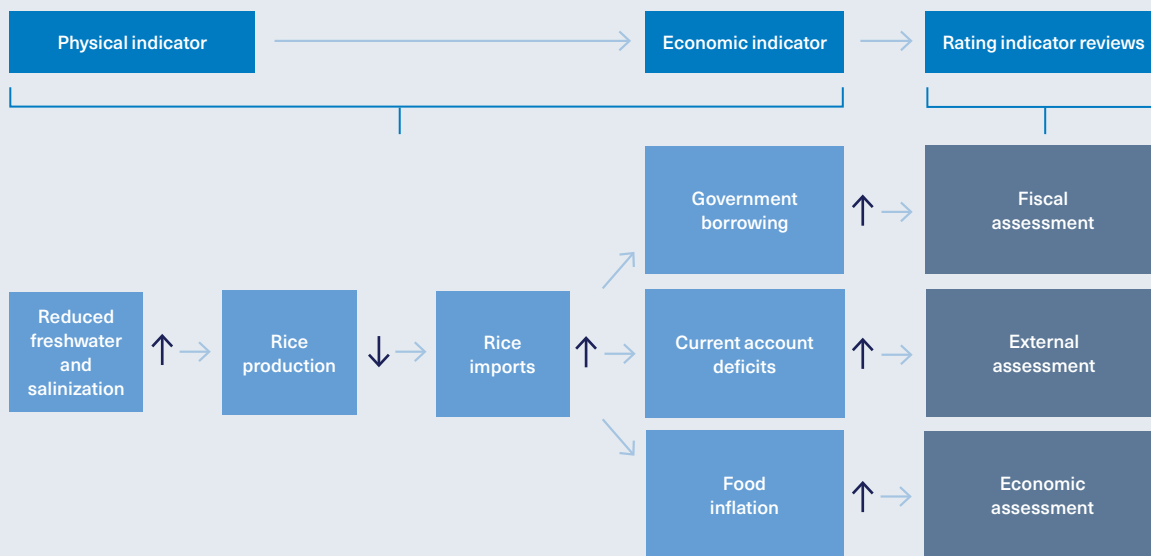 Physical indicator
Economic indicator
Rating indicator reviews
Government
borrowing
Fiscal
assessment
Reduced
freshwater
and
salinization
Rice
production
Rice
imports
Current account
deficits
External
assessment
Food
inflation
Economic
assessment